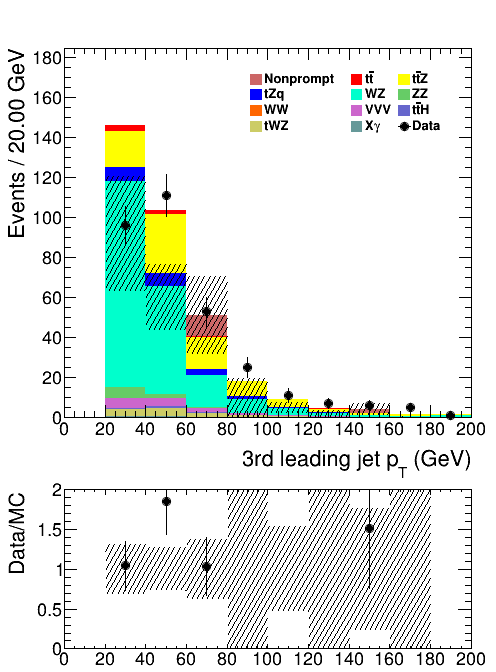 Events / 20.00 GeV
180
160
140
120
100
80
60
40
20
0
Nonprompt tt̄ tt̄Z
tZq WZ ZZ
WW VVV tt̄H
tWZ Xγ Data
0 20 40 60 80 100 120 140 160 180 200
3rd leading jet p_T (GeV)
Data/MC
2
1.5
1
0.5
0
0 20 40 60 80 100 120 140 160 180 200